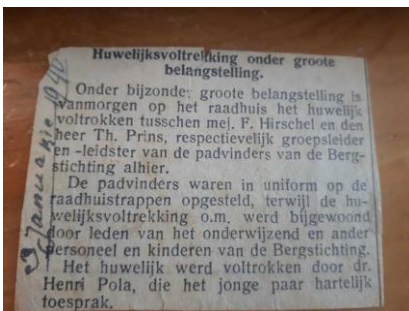 Huwelijksvoltrekking onder groote
belangstelling.
Onder bijzonder groote belangstelling is
vanmorgen op het raadhuis het huwelijk
voltrokken tusschen mej. F. Hirschel en den
heer Th. Prins, respectievelijk groepsleider
en -leidster van de padvinders van de Berg-
stichting alhier.
De padvinders waren in uniform op de
raadhuistrappen opgesteld, terwijl de hu-
welijksvoltrekking o.m. werd bijgewoond
door leden van het onderwijzend en ander
personeel en kinderen van de Bergstichting.
Het huwelijk werd voltrokken door dr.
Henri Pola, die het jonge paar hartelijk
toesprak.
Januarie 1940